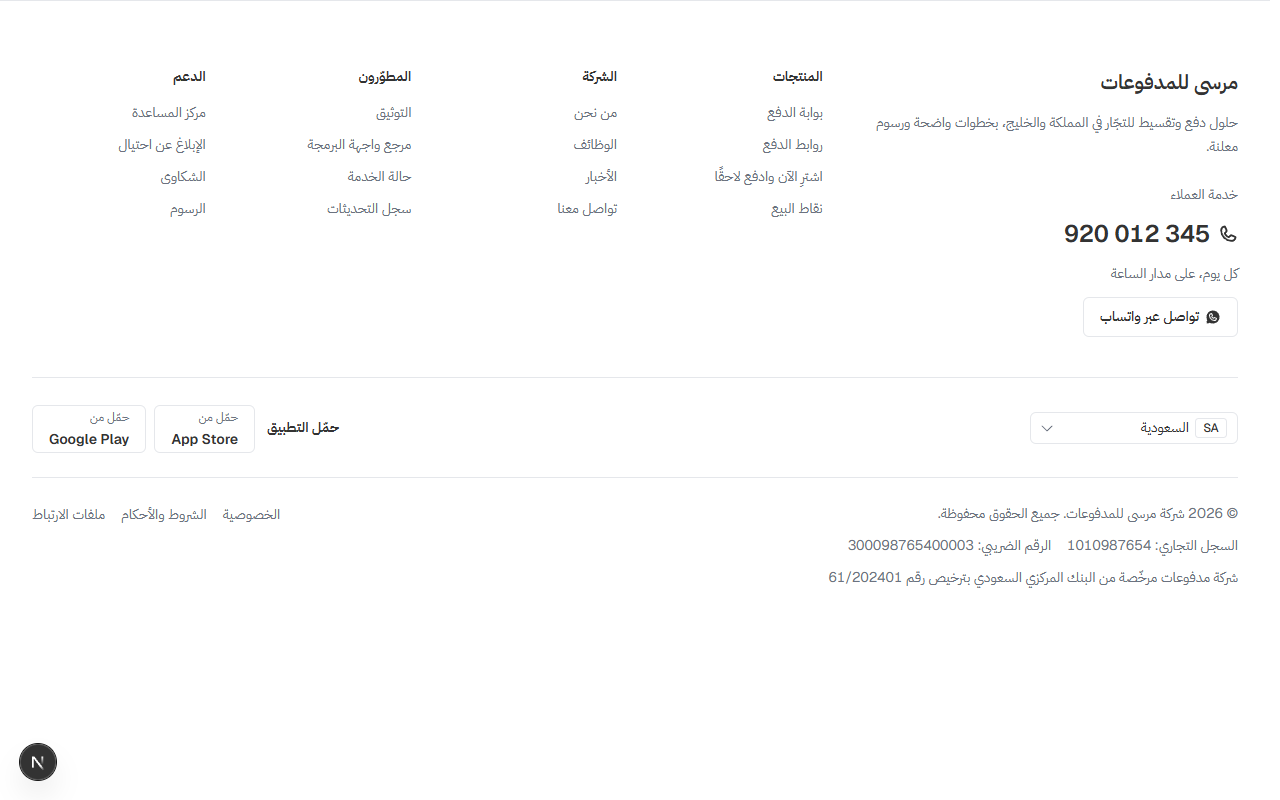 مرسى للمدفوعات
حلول دفع وتقسيط للتجّار في المملكة والخليج، بخطوات واضحة ورسوم
معلنة.
خدمة العملاء
920 012 345
كل يوم، على مدار الساعة
تواصل عبر واتساب
المنتجات
بوابة الدفع
روابط الدفع
اشترِ الآن وادفع لاحقًا
نقاط البيع
الشركة
من نحن
الوظائف
الأخبار
تواصل معنا
المطوّرون
التوثيق
مرجع واجهة البرمجة
حالة الخدمة
سجل التحديثات
الدعم
مركز المساعدة
الإبلاغ عن احتيال
الشكاوى
الرسوم
SA السعودية
حمّل التطبيق
حمّل من
App Store
حمّل من
Google Play
© 2026 شركة مرسى للمدفوعات. جميع الحقوق محفوظة.
السجل التجاري: 1010987654 الرقم الضريبي: 300098765400003
شركة مدفوعات مرخّصة من البنك المركزي السعودي بترخيص رقم 61/202401
الخصوصية الشروط والأحكام ملفات الارتباط
N